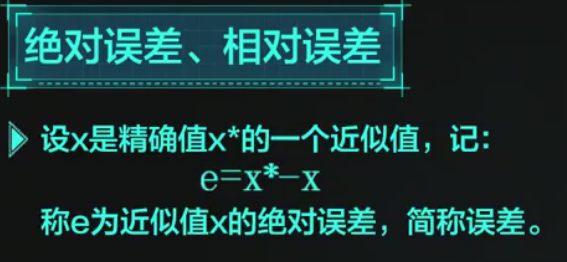 绝对误差、相对误差
设x是精确值x*的一个近似值，记：
e=x*-x
称e为近似值x的绝对误差，简称误差。